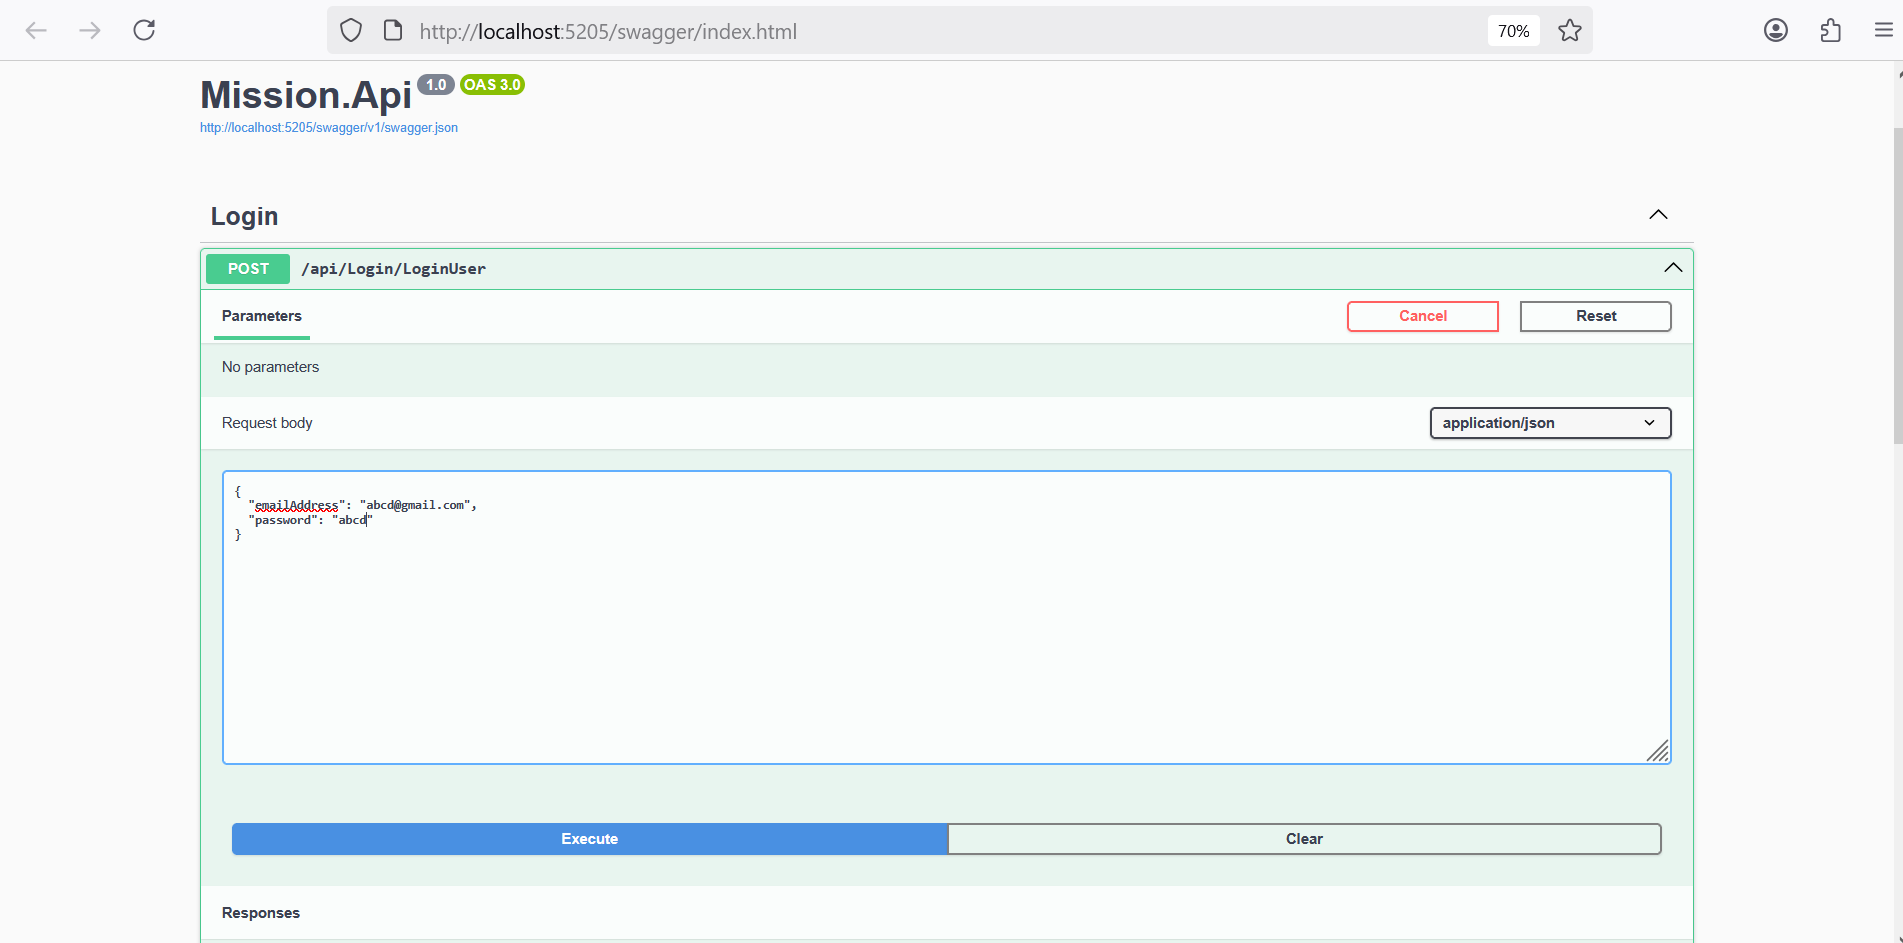 http://localhost:5205/swagger/index.html 70%
Mission.Api 1.0 OAS 3.0
http://localhost:5205/swagger/v1/swagger.json
Login
POST /api/Login/LoginUser
Parameters Cancel Reset
No parameters
Request body application/json
{
"emailAddress": "abcd@gmail.com",
"password": "abcd"
}
Execute Clear
Responses